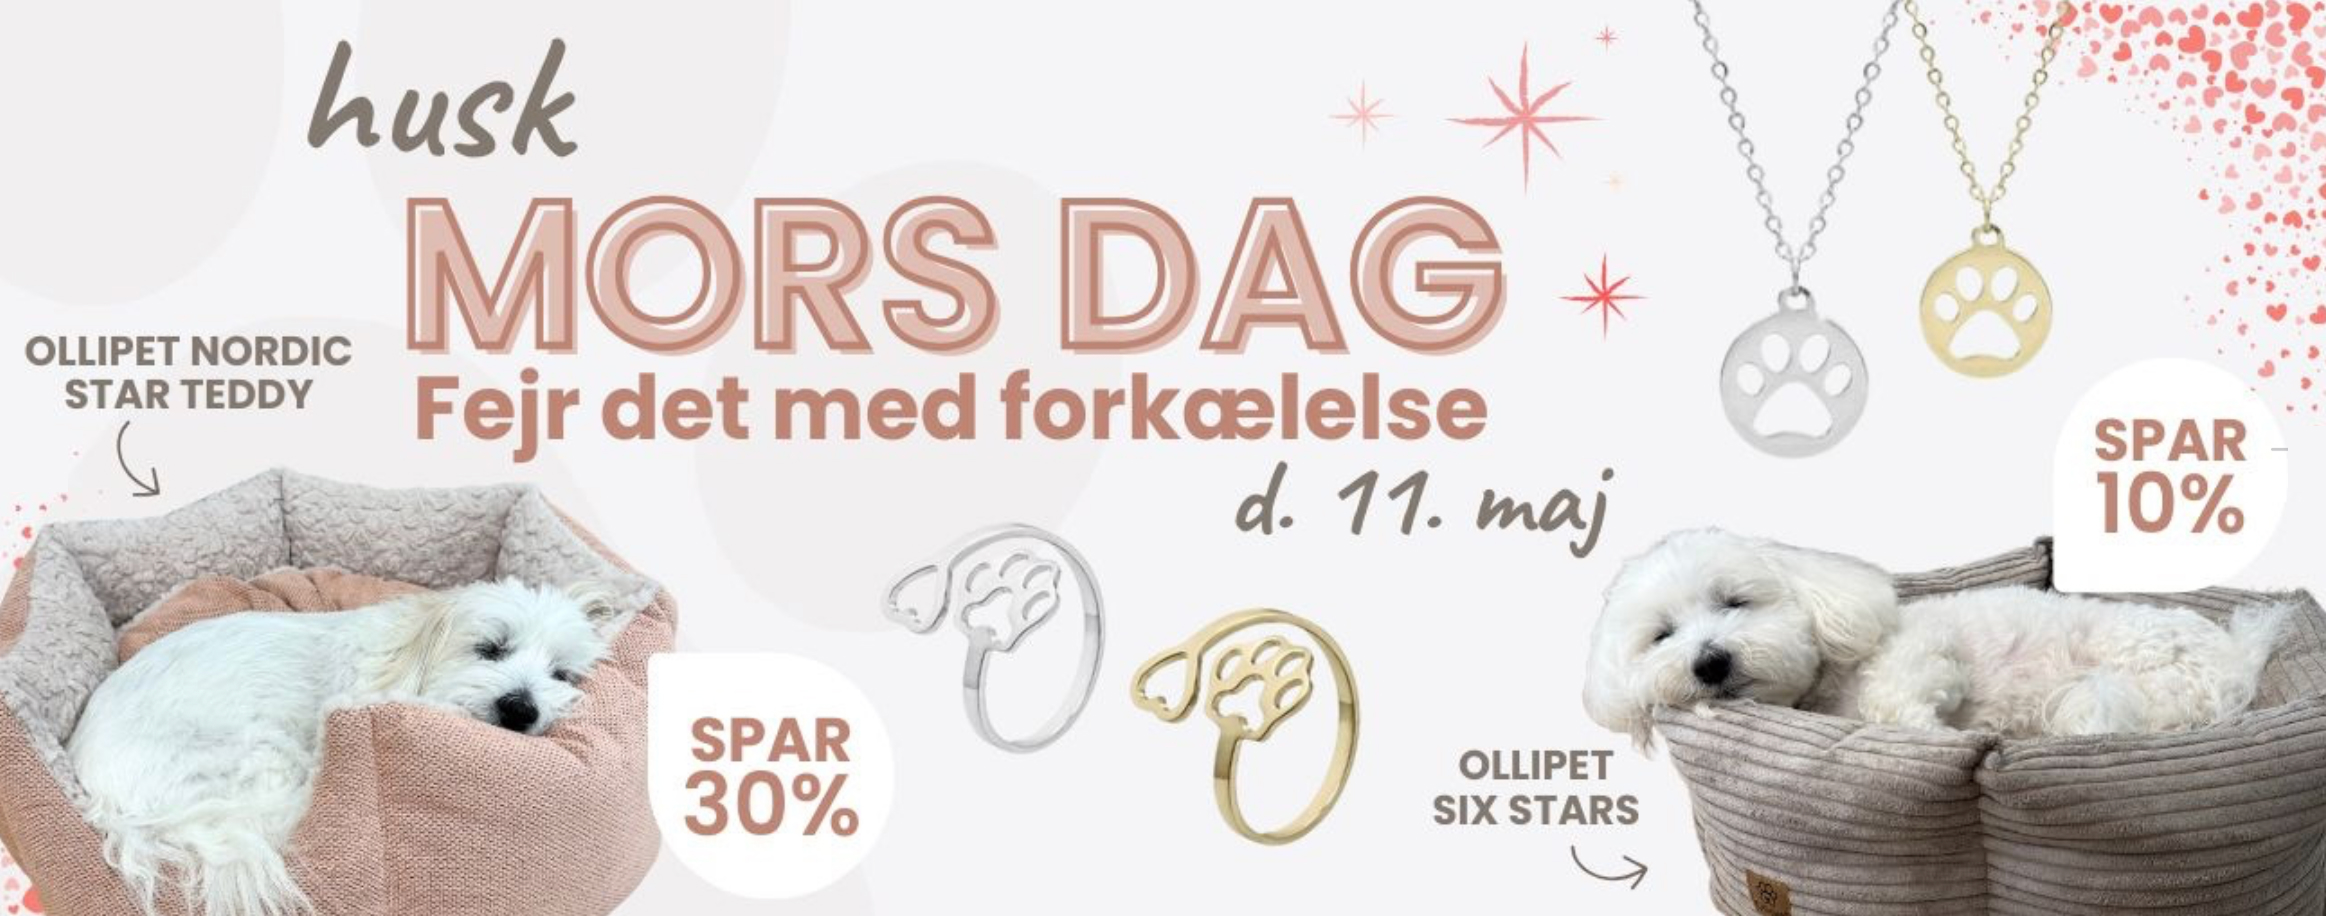 husk
MORS DAG
Fejr det med forkælelse
d. 11. maj
OLLIPET NORDIC
STAR TEDDY
SPAR
30%
SPAR
10%
OLLIPET
SIX STARS